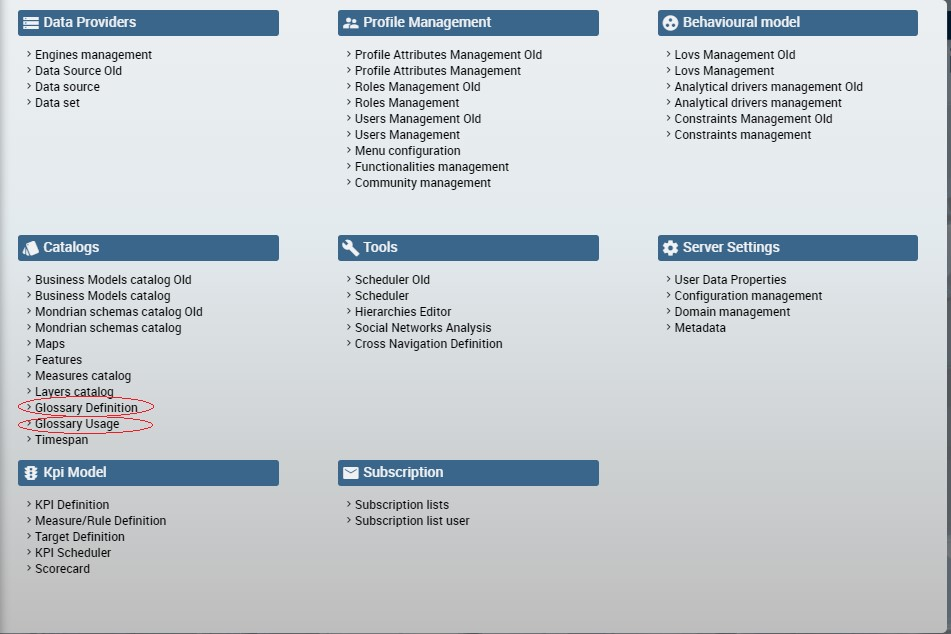 Data Providers
Engines management
Data Source Old
Data source
Data set
Profile Management
Profile Attributes Management Old
Profile Attributes Management
Roles Management Old
Roles Management
Users Management Old
Users Management
Menu configuration
Functionalities management
Community management
Behavioural model
Lovs Management Old
Lovs Management
Analytical drivers management Old
Analytical drivers management
Constraints Management Old
Constraints management
Catalogs
Business Models catalog Old
Business Models catalog
Mondrian schemas catalog Old
Mondrian schemas catalog
Maps
Features
Measures catalog
Layers catalog
Glossary Definition
Glossary Usage
Timespan
Tools
Scheduler Old
Scheduler
Hierarchies Editor
Social Networks Analysis
Cross Navigation Definition
Server Settings
User Data Properties
Configuration management
Domain management
Metadata
Kpi Model
KPI Definition
Measure/Rule Definition
Target Definition
KPI Scheduler
Scorecard
Subscription
Subscription lists
Subscription list user